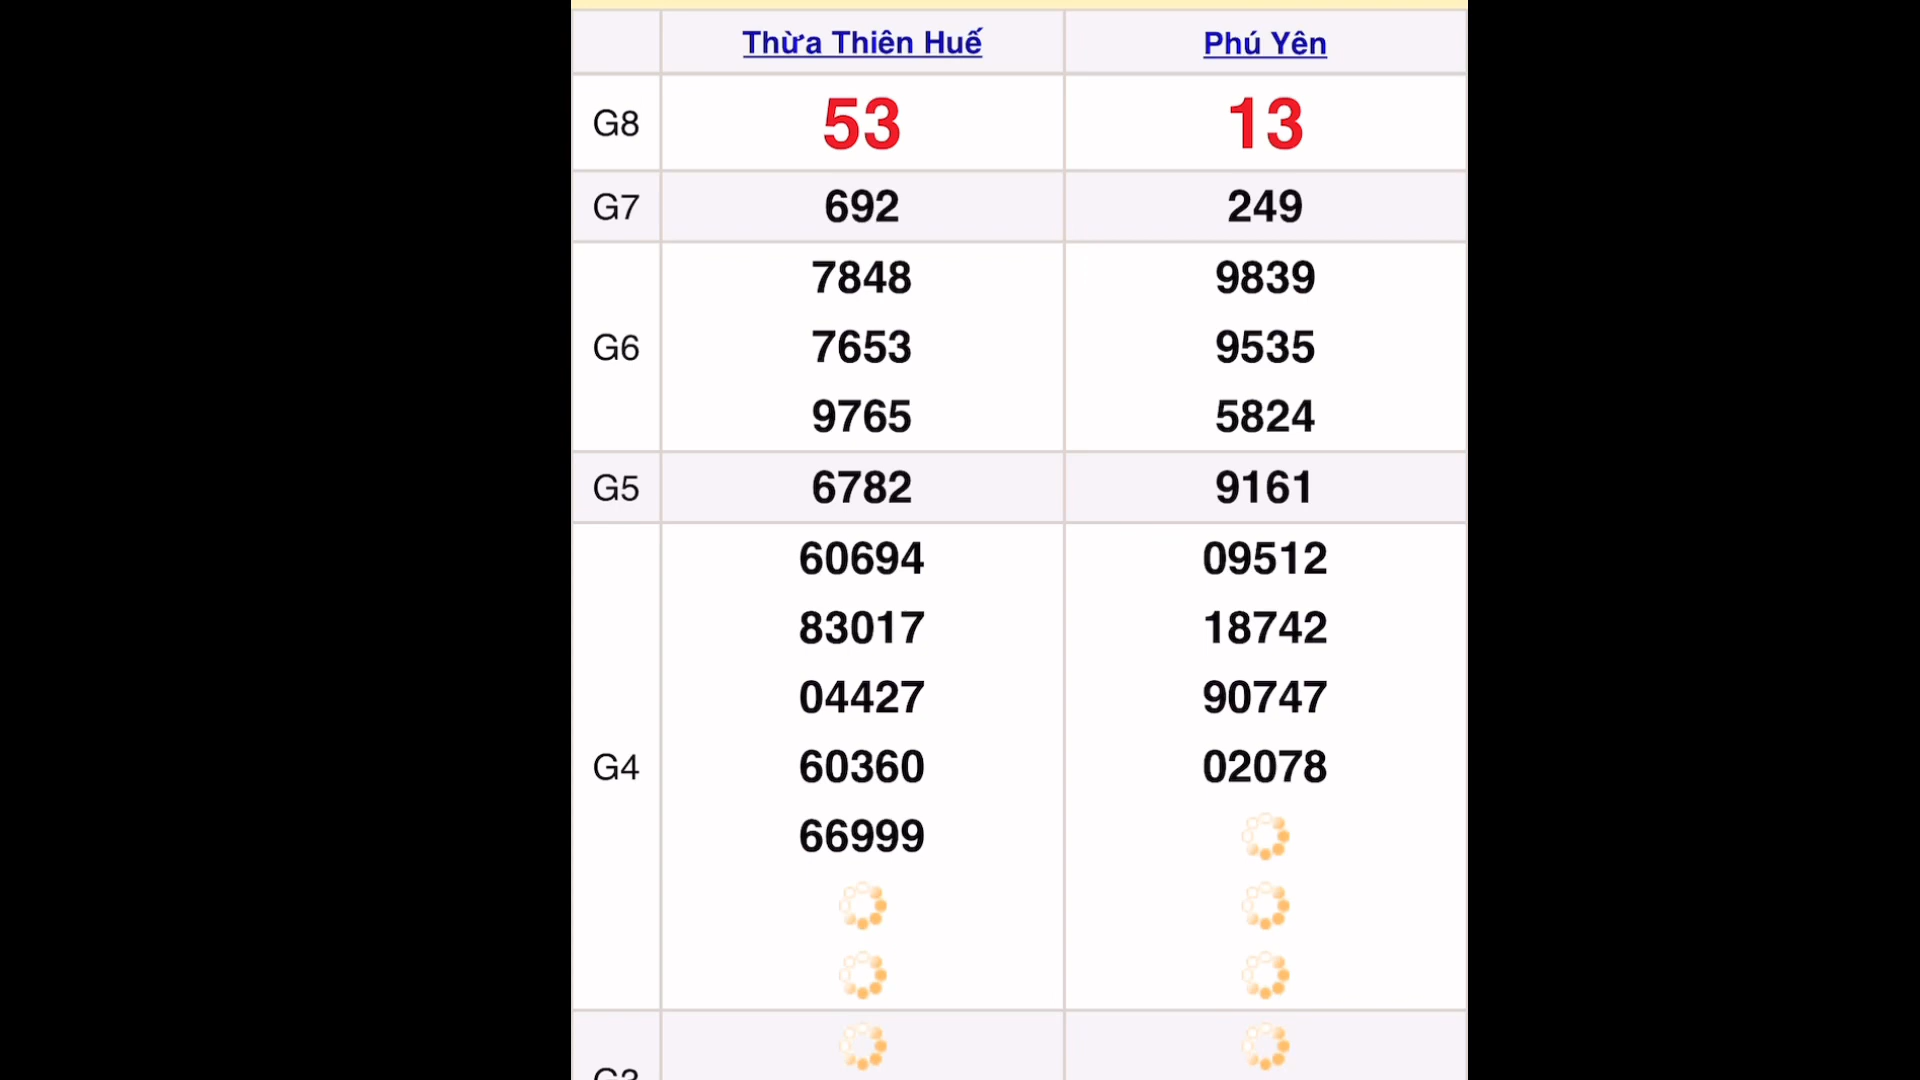 Thừa Thiên Huế Phú Yên
G8 53 13
G7 692 249
7848 9839
G6 7653 9535
9765 5824
G5 6782 9161
60694 09512
83017 18742
04427 90747
G4 60360 02078
66999
G3